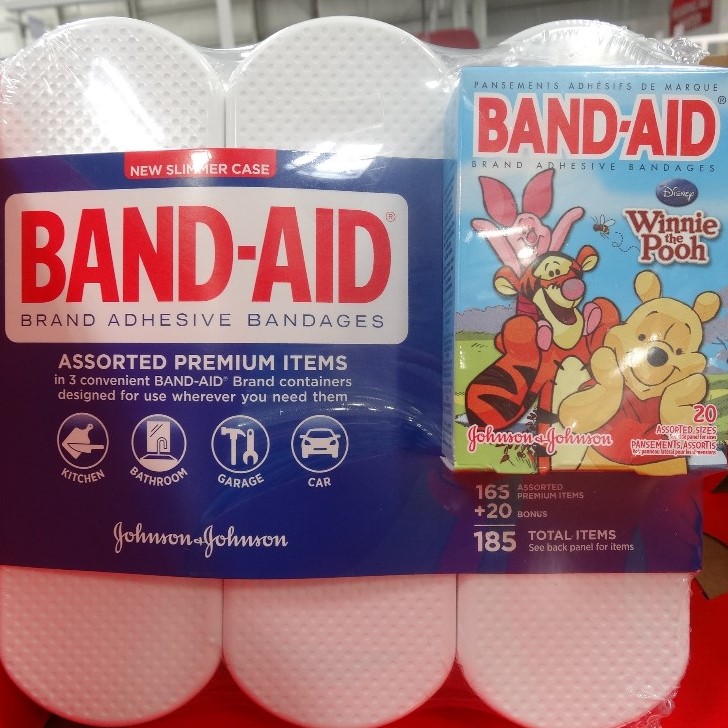 NEW SLIMMER CASE
BAND-AID®
BRAND ADHESIVE BANDAGES
ASSORTED PREMIUM ITEMS
in 3 convenient BAND-AID® Brand containers
designed for use wherever you need them
KITCHEN
BATHROOM
GARAGE
CAR
Johnson & Johnson
165 ASSORTED
PREMIUM ITEMS
+20 BONUS
185 TOTAL ITEMS
See back panel for items
PANSEMENTS ADHÉSIFS DE MARQUE
BAND-AID®
BRAND ADHESIVE BANDAGES
Disney
Winnie
the
Pooh
Johnson & Johnson
20
ASSORTED SIZES
PANSEMENTS ASSORTIS